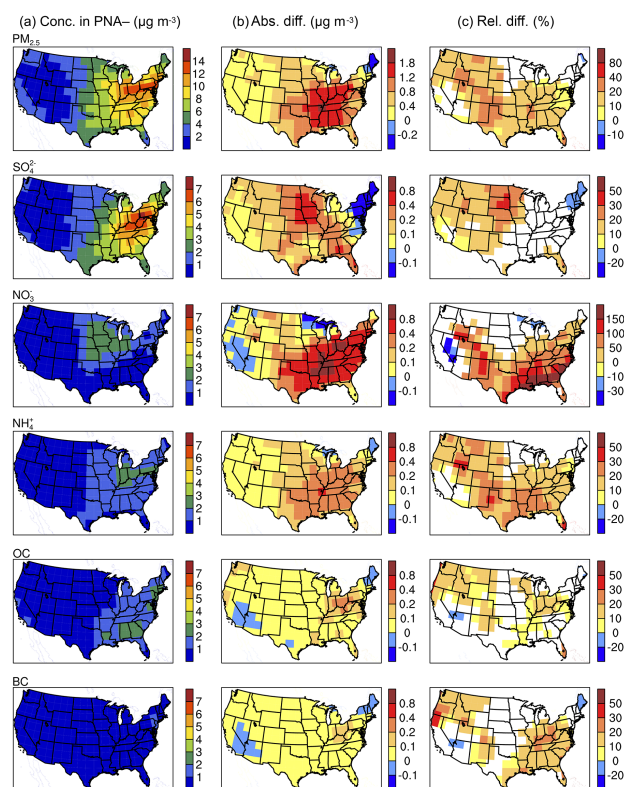 (a) Conc. in PNA– (µg m⁻³) (b) Abs. diff. (µg m⁻³) (c) Rel. diff. (%)
PM₂.₅
14 12 10 8 6 4 2
1.8 1.2 0.8 0.4 0 -0.2
80 40 20 0 -10
SO₄²⁻
7 6 5 4 3 2 1
0.8 0.4 0.2 0.1 0 -0.1
50 30 10 0 -20
NO₃⁻
7 6 5 4 3 2 1
0.8 0.4 0.2 0.1 0 -0.1
150 100 50 0 -10 -30
NH₄⁺
7 6 5 4 3 2 1
0.8 0.4 0.2 0.1 0 -0.1
50 30 10 0 -20
OC
7 6 5 4 3 2 1
0.8 0.4 0.2 0.1 0 -0.1
50 30 10 0 -20
BC
7 6 5 4 3 2 1
0.8 0.4 0.2 0.1 0 -0.1
50 30 10 0 -20